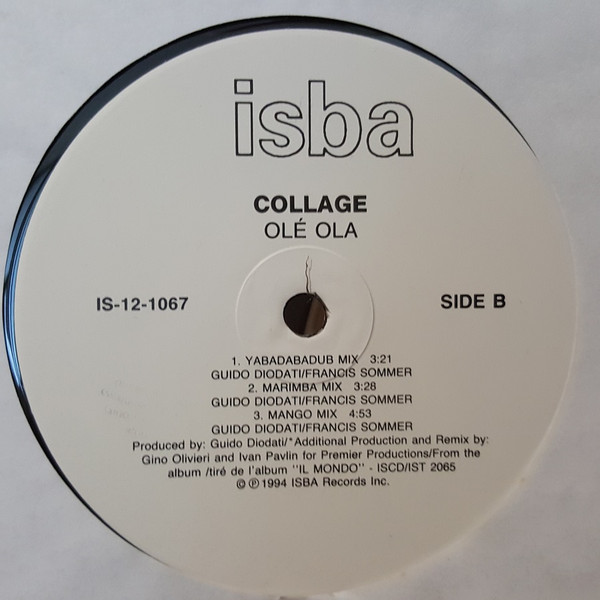 isba
COLLAGE
OLÉ OLA
IS-12-1067 SIDE B
1. YABADABADUB MIX 3:21
GUIDO DIODATI/FRANCIS SOMMER
2. MARIMBA MIX 3:28
GUIDO DIODATI/FRANCIS SOMMER
3. MANGO MIX 4:53
GUIDO DIODATI/FRANCIS SOMMER
Produced by: Guido Diodati/*Additional Production and Remix by:
Gino Olivieri and Ivan Pavlin for Premier Productions/From the
album /tiré de l'album ''IL MONDO'' - ISCD/IST 2065
© ℗ 1994 ISBA Records Inc.